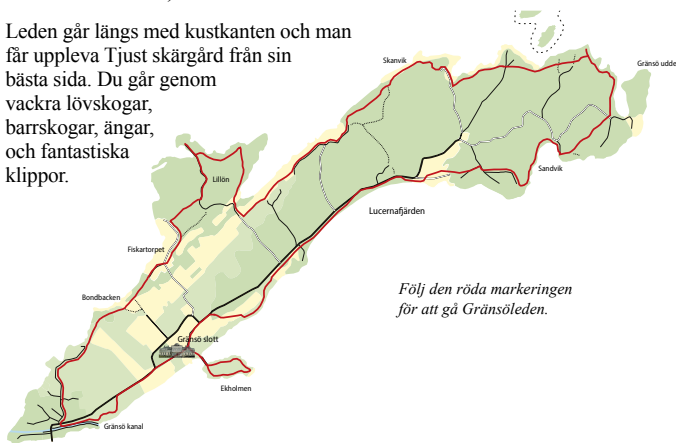 Leden går längs med kustkanten och man
får uppleva Tjust skärgård från sin
bästa sida. Du går genom
vackra lövskogar,
barrskogar, ängar,
och fantastiska
klippor.
Skanvik
Gränsö udde
Lillön
Sandvik
Lucernafjärden
Fiskartorpet
Följ den röda markeringen
för att gå Gränsöleden.
Bondbacken
Gränsö slott
Ekholmen
Gränsö kanal